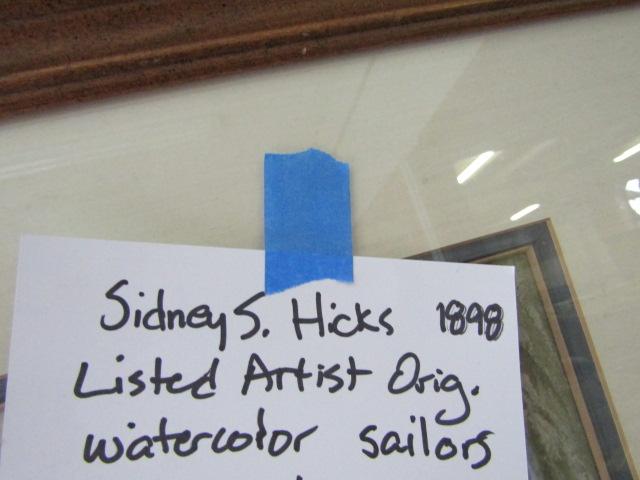 Sidney S. Hicks 1898
Listed Artist Orig.
watercolor sailors